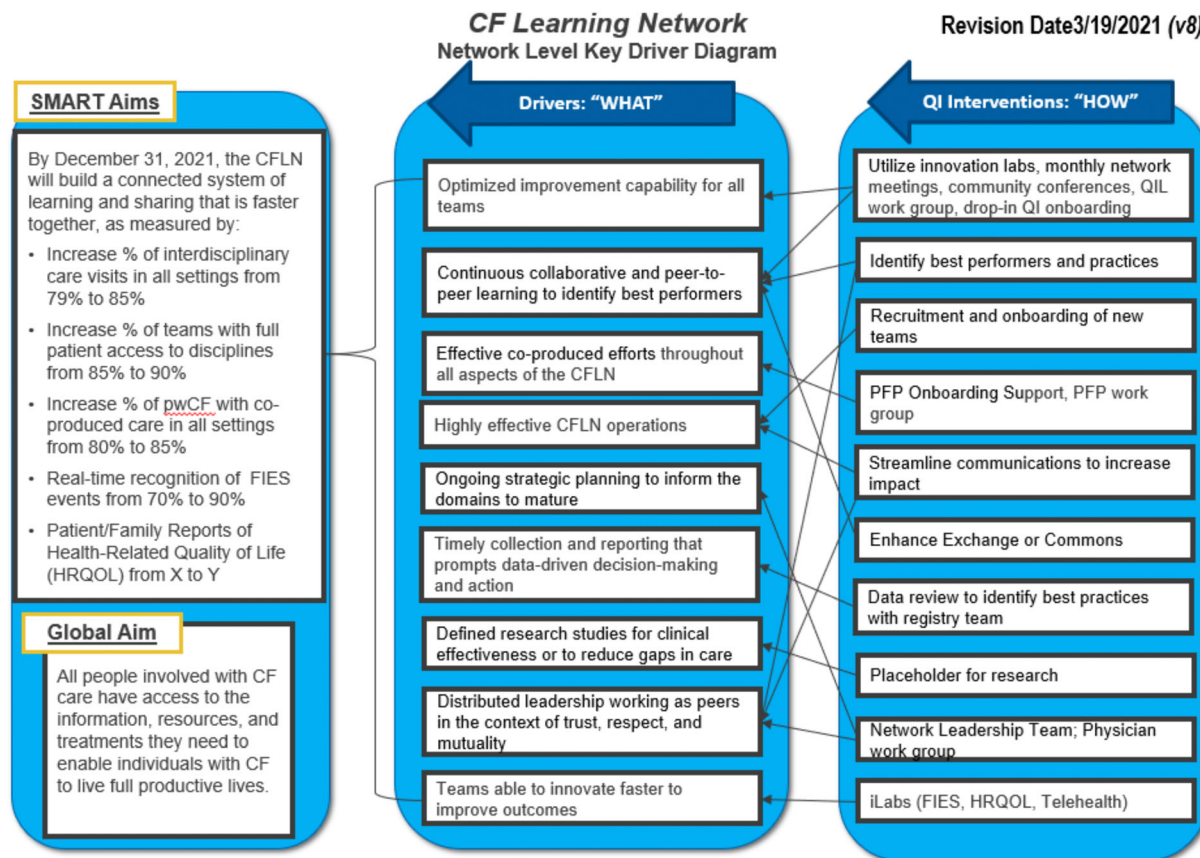 CF Learning Network
Network Level Key Driver Diagram
Revision Date3/19/2021 (v8)
SMART Aims
By December 31, 2021, the CFLN
will build a connected system of
learning and sharing that is faster
together, as measured by:
• Increase % of interdisciplinary
care visits in all settings from
79% to 85%
• Increase % of teams with full
patient access to disciplines
from 85% to 90%
• Increase % of pwCF with co-
produced care in all settings
from 80% to 85%
• Real-time recognition of FIES
events from 70% to 90%
• Patient/Family Reports of
Health-Related Quality of Life
(HRQOL) from X to Y
Global Aim
All people involved with CF
care have access to the
information, resources, and
treatments they need to
enable individuals with CF
to live full productive lives.
Drivers: “WHAT”
Optimized improvement capability for all
teams
Continuous collaborative and peer-to-
peer learning to identify best performers
Effective co-produced efforts throughout
all aspects of the CFLN
Highly effective CFLN operations
Ongoing strategic planning to inform the
domains to mature
Timely collection and reporting that
prompts data-driven decision-making
and action
Defined research studies for clinical
effectiveness or to reduce gaps in care
Distributed leadership working as peers
in the context of trust, respect, and
mutuality
Teams able to innovate faster to
improve outcomes
QI Interventions: “HOW”
Utilize innovation labs, monthly network
meetings, community conferences, QIL
work group, drop-in QI onboarding
Identify best performers and practices
Recruitment and onboarding of new
teams
PFP Onboarding Support, PFP work
group
Streamline communications to increase
impact
Enhance Exchange or Commons
Data review to identify best practices
with registry team
Placeholder for research
Network Leadership Team; Physician
work group
iLabs (FIES, HRQOL, Telehealth)